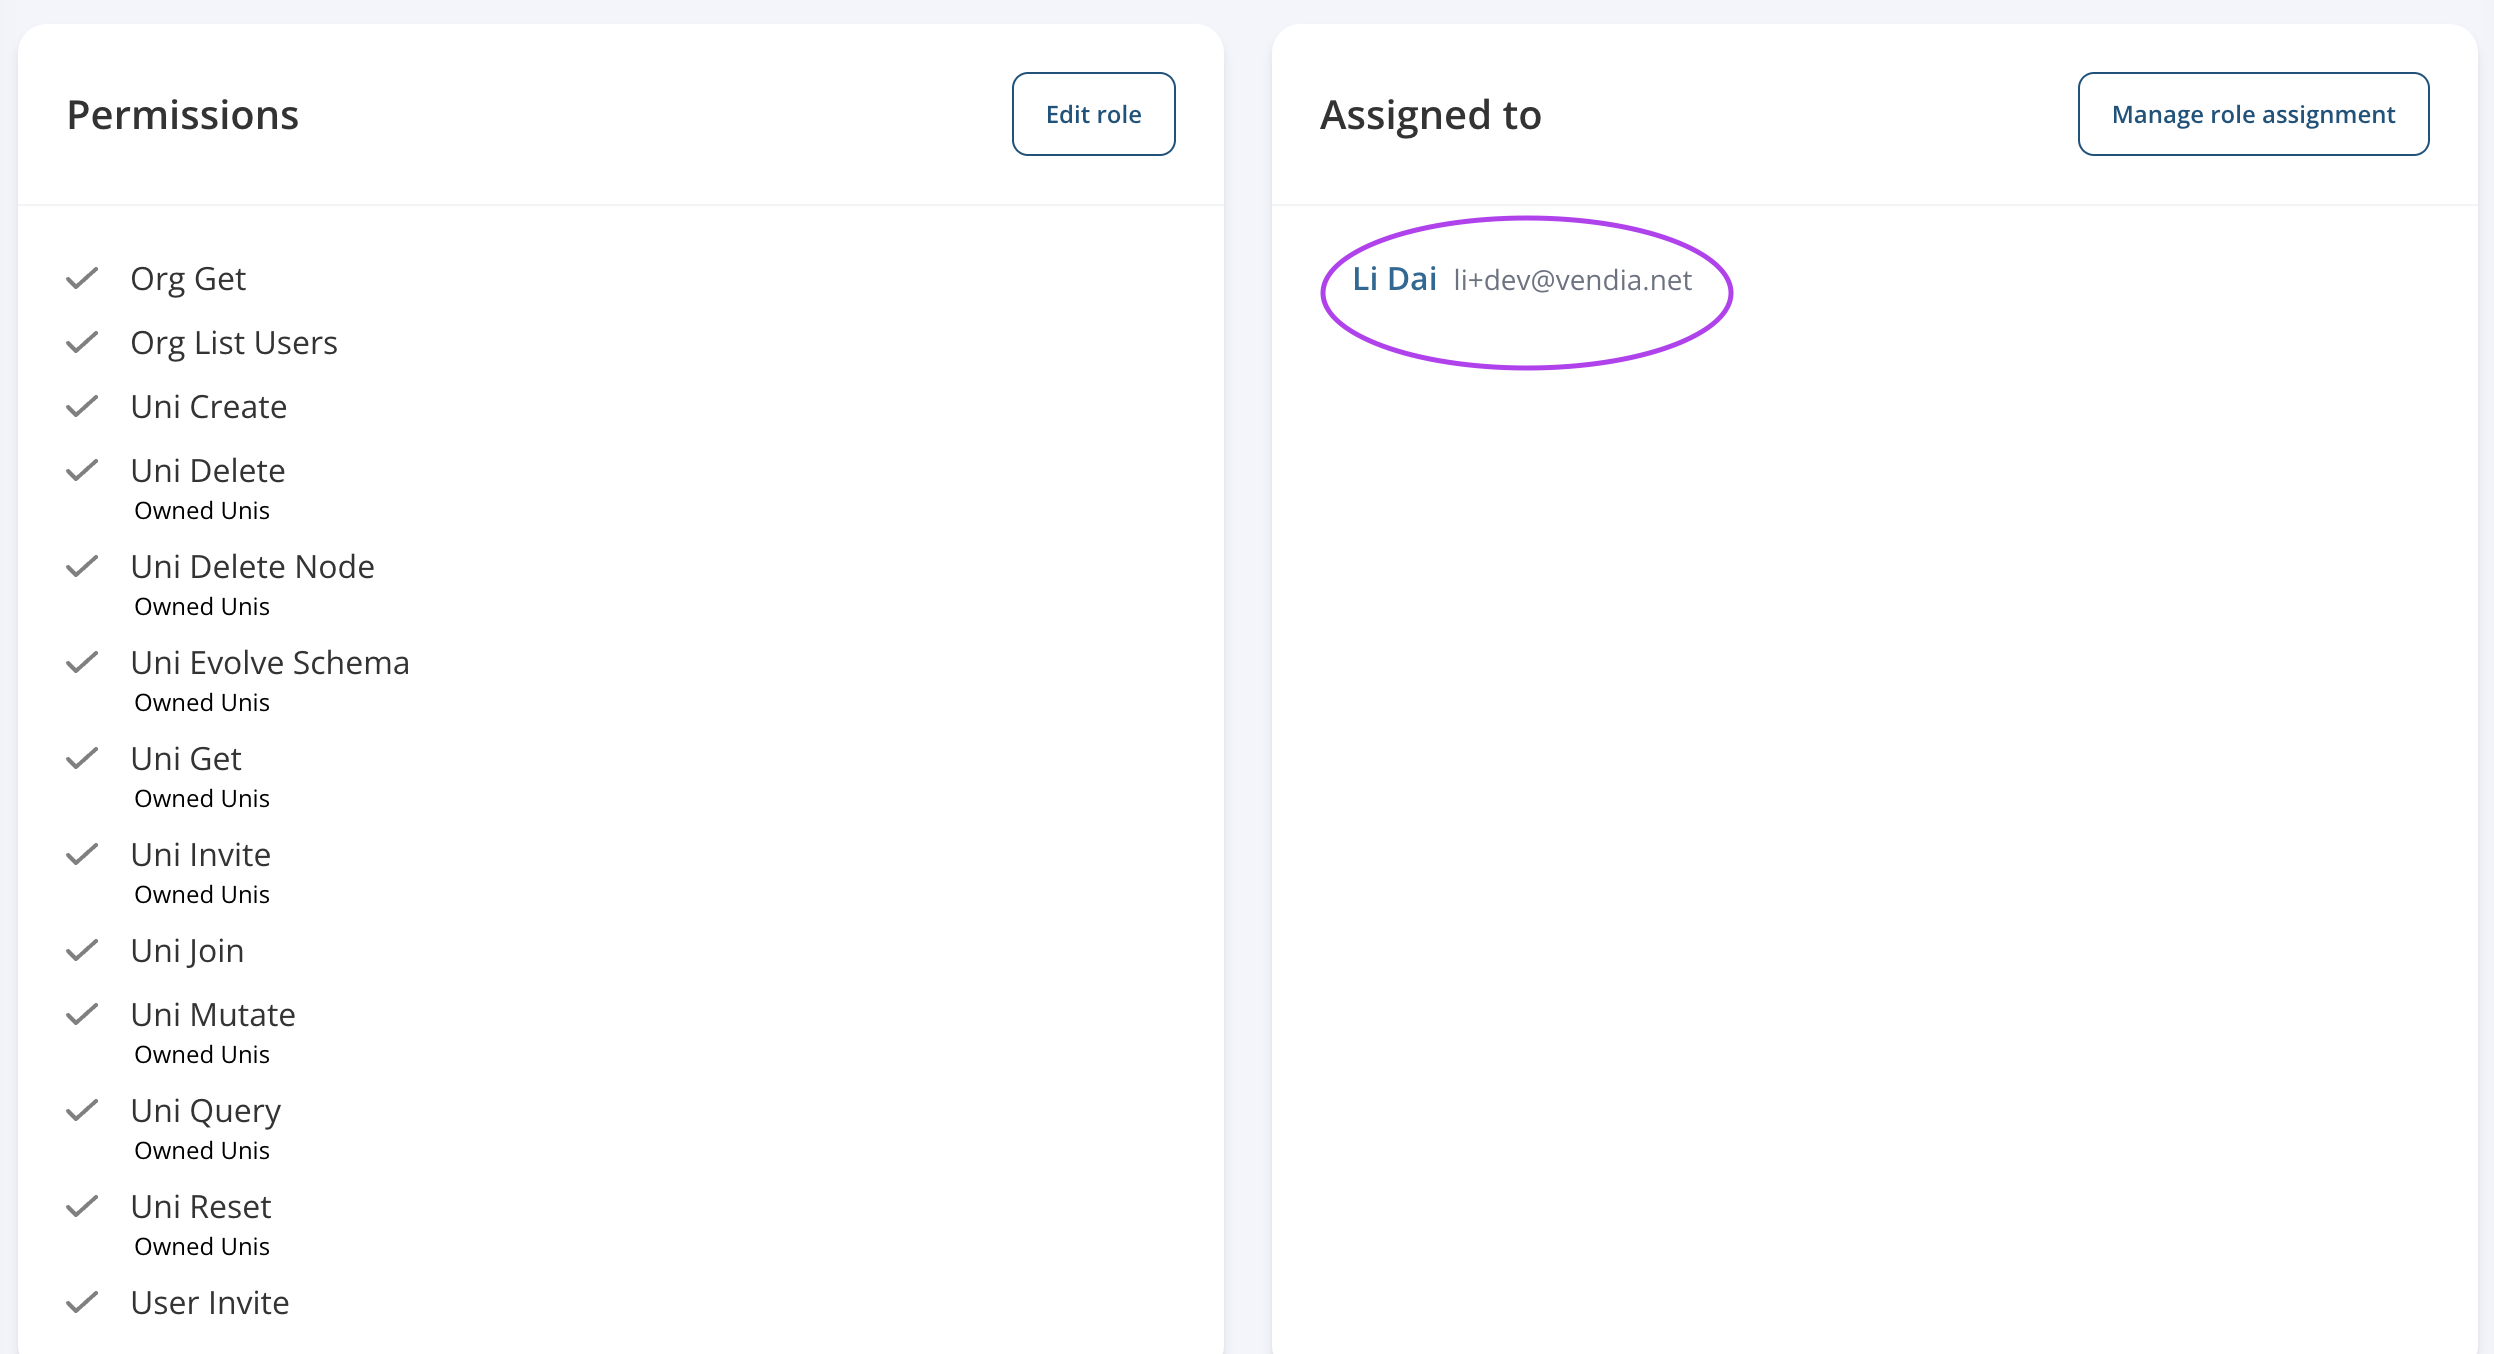 Permissions
Edit role
Org Get
Org List Users
Uni Create
Uni Delete
Owned Unis
Uni Delete Node
Owned Unis
Uni Evolve Schema
Owned Unis
Uni Get
Owned Unis
Uni Invite
Owned Unis
Uni Join
Uni Mutate
Owned Unis
Uni Query
Owned Unis
Uni Reset
Owned Unis
User Invite
Assigned to
Manage role assignment
Li Dai li+dev@vendia.net